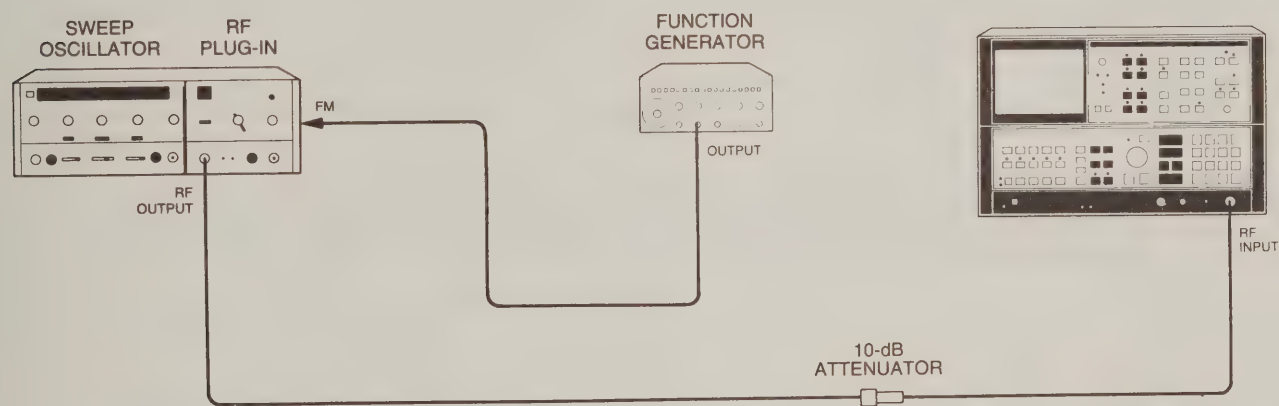 SWEEP
OSCILLATOR
RF
PLUG-IN
FUNCTION
GENERATOR
FM
OUTPUT
RF
OUTPUT
RF
INPUT
10-dB
ATTENUATOR